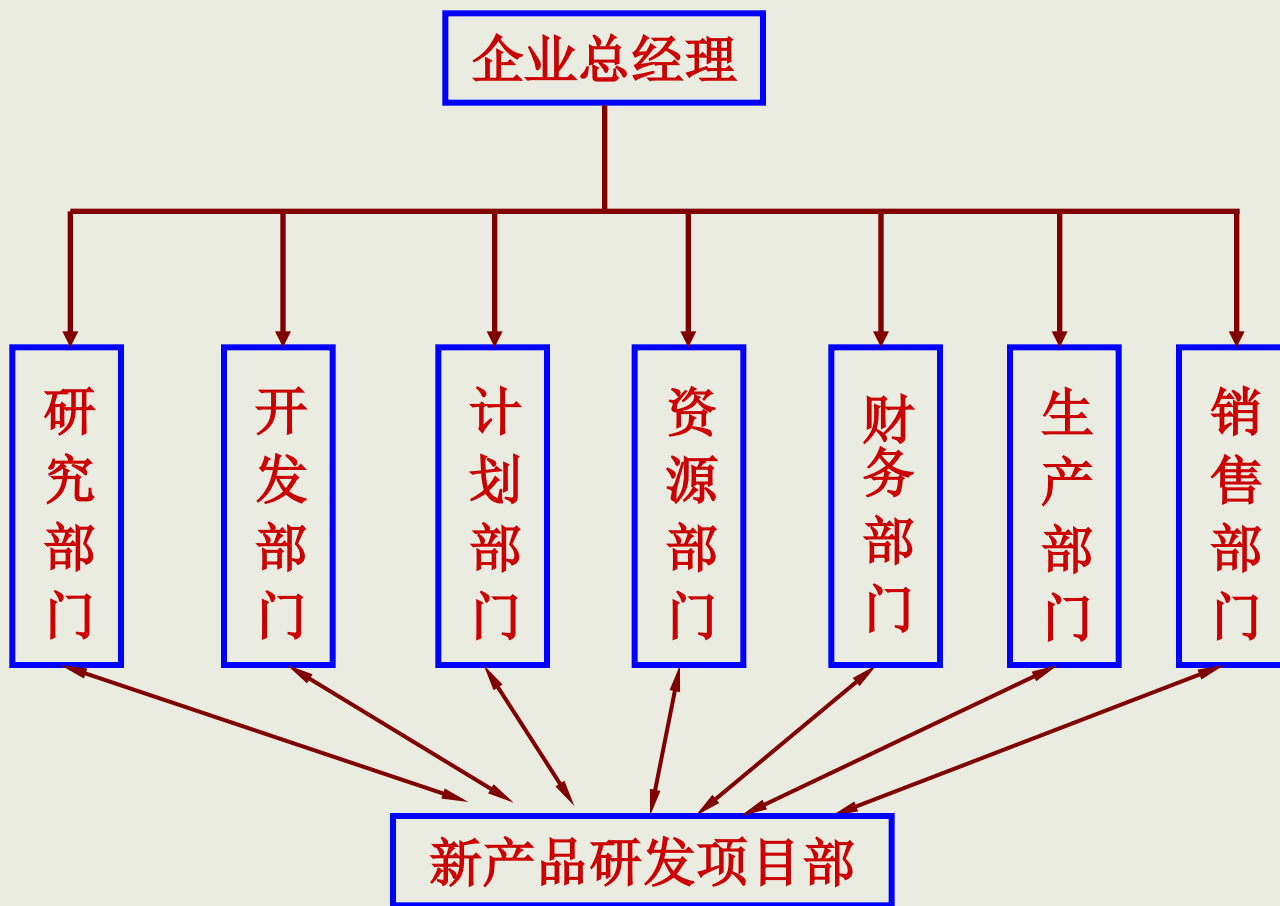 企业总经理
研究部门
开发部门
计划部门
资源部门
财务部门
生产部门
销售部门
新产品研发项目部